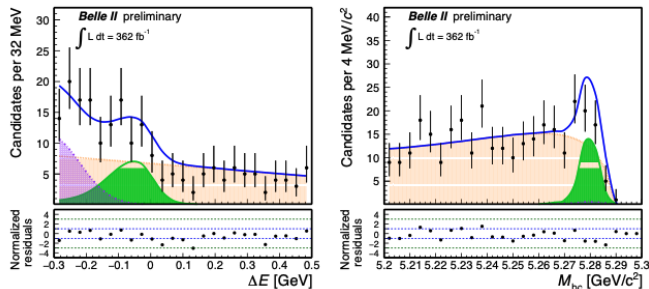 Belle II preliminary
∫ L dt = 362 fb⁻¹
Candidates per 32 MeV
30
25
20
15
10
5
Normalized residuals
4
2
0
-2
-4
-0.3 -0.2 -0.1 0 0.1 0.2 0.3 0.4 0.5
ΔE [GeV]
Belle II preliminary
∫ L dt = 362 fb⁻¹
Candidates per 4 MeV/c²
40
35
30
25
20
15
10
5
Normalized residuals
4
2
0
-2
-4
5.2 5.21 5.22 5.23 5.24 5.25 5.26 5.27 5.28 5.29 5.3
M_bc [GeV/c²]